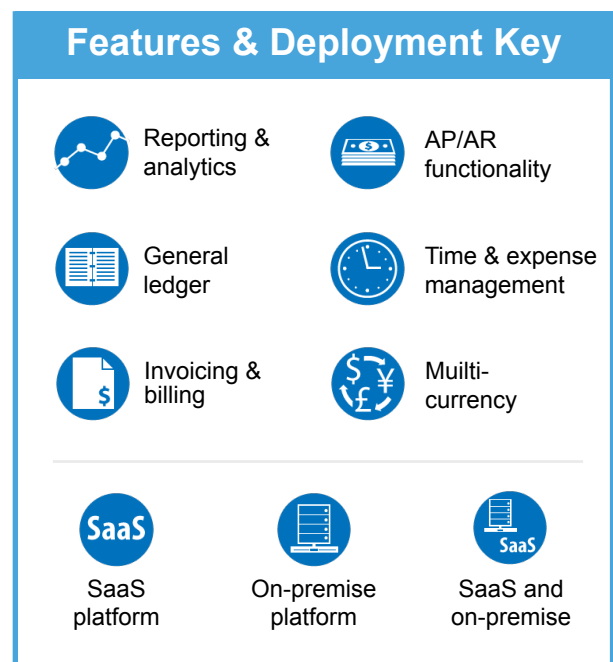 Features & Deployment Key
Reporting &
analytics
AP/AR
functionality
General
ledger
Time & expense
management
$
Invoicing &
billing
$ ¥
£
Muilti-
currency
SaaS
SaaS
platform
On-premise
platform
SaaS
SaaS and
on-premise